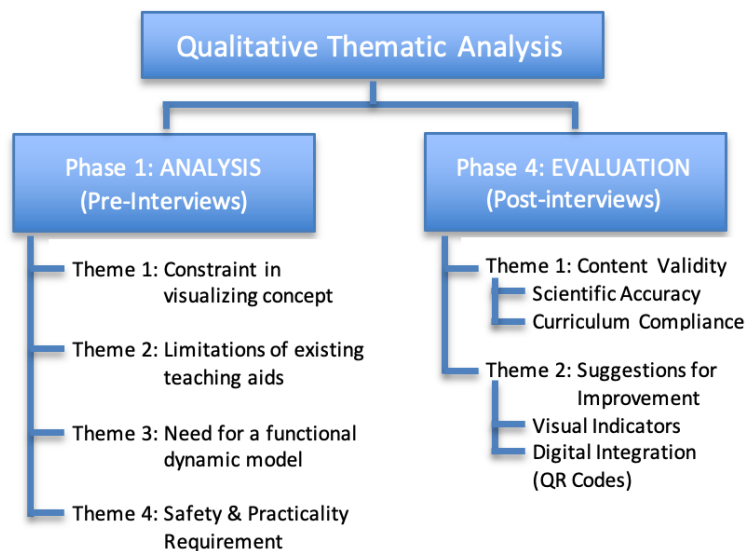 Qualitative Thematic Analysis
Phase 1: ANALYSIS
(Pre-Interviews)
Theme 1: Constraint in
visualizing concept
Theme 2: Limitations of existing
teaching aids
Theme 3: Need for a functional
dynamic model
Theme 4: Safety & Practicality
Requirement
Phase 4: EVALUATION
(Post-interviews)
Theme 1: Content Validity
Scientific Accuracy
Curriculum Compliance
Theme 2: Suggestions for
Improvement
Visual Indicators
Digital Integration
(QR Codes)